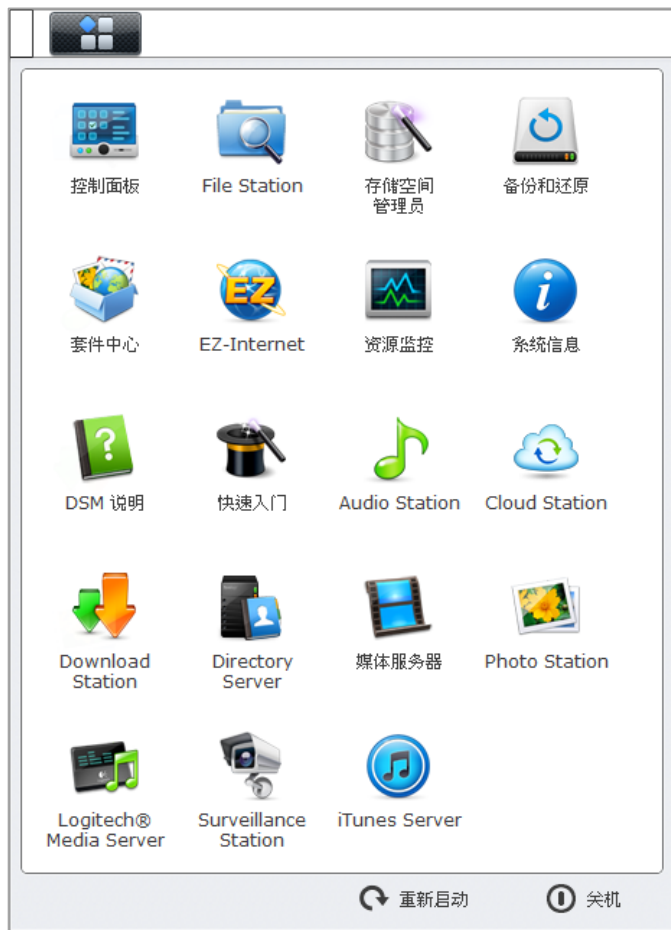 控制面板
File Station
存储空间
管理员
备份和还原
EZ
套件中心
EZ-Internet
资源监控
系统信息
DSM 说明
快速入门
Audio Station
Cloud Station
Download
Station
Directory
Server
媒体服务器
Photo Station
Logitech®
Media Server
Surveillance
Station
iTunes Server
重新启动
关机